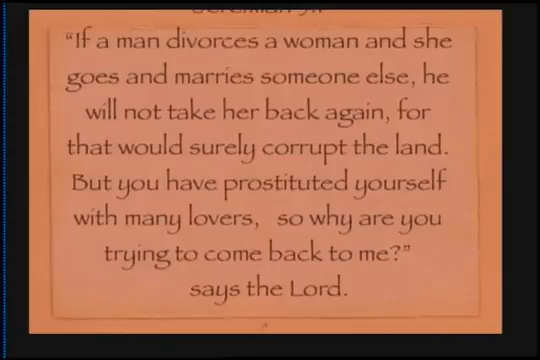 “If a man divorces a woman and she
goes and marries someone else, he
will not take her back again, for
that would surely corrupt the land.
But you have prostituted yourself
with many lovers, so why are you
trying to come back to me?”
says the Lord.